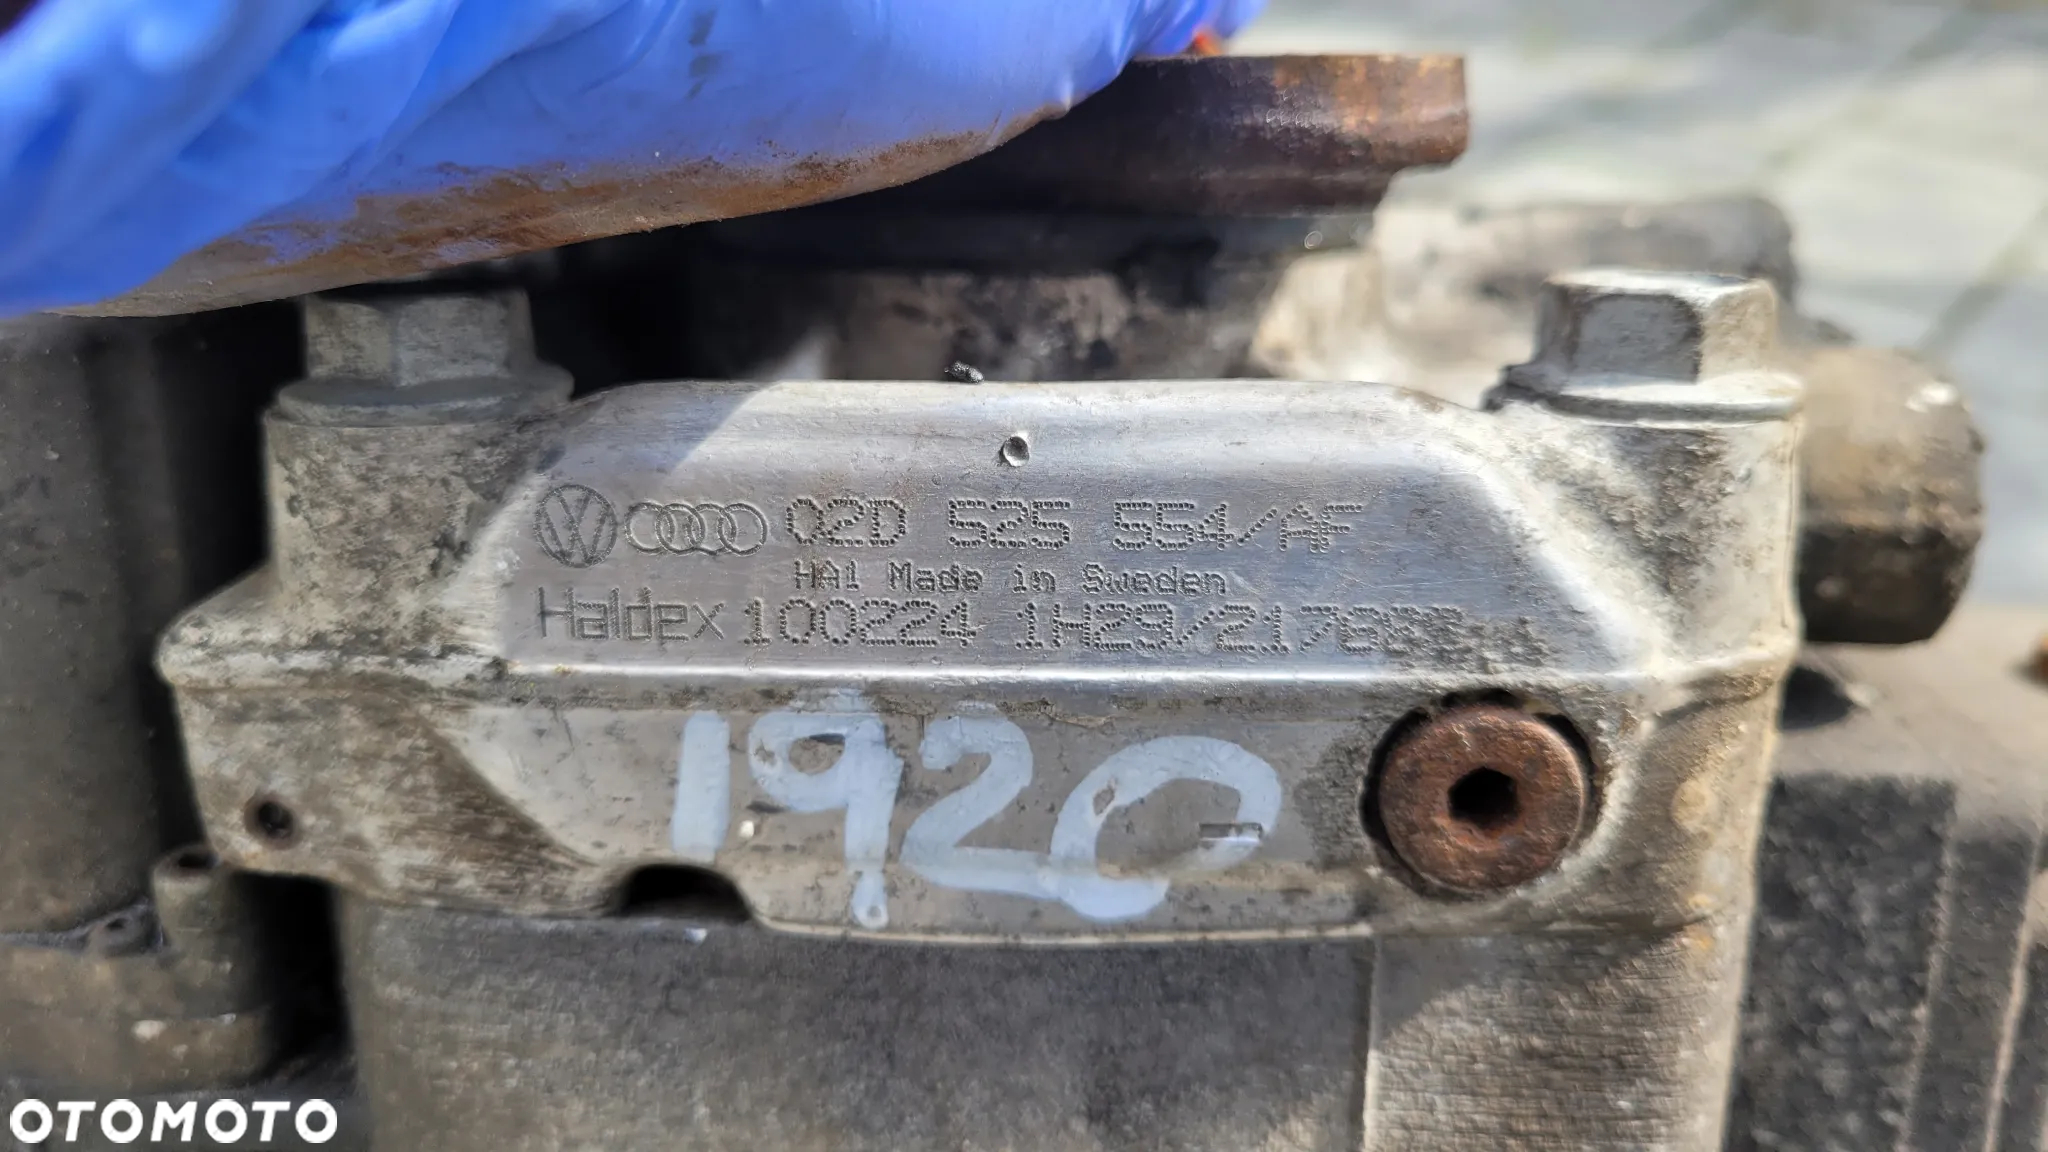 02D 525 554/AF
HA1 Made in Sweden
Haldex 100224 1H29/2176
1920
OTOMOTO